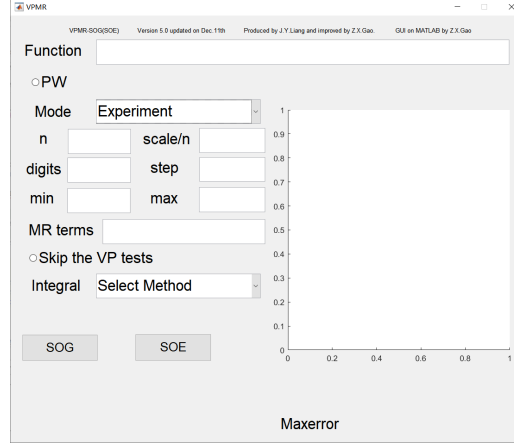 VPMR
VPMR-SOG(SOE) Version 5.0 updated on Dec.11th Produced by J.Y.Liang and improved by Z.X.Gao. GUI on MATLAB by Z.X.Gao
Function
PW
Mode Experiment
n scale/n
digits step
min max
MR terms
Skip the VP tests
Integral Select Method
SOG SOE
1
0.9
0.8
0.7
0.6
0.5
0.4
0.3
0.2
0.1
0
0 0.2 0.4 0.6 0.8 1
Maxerror